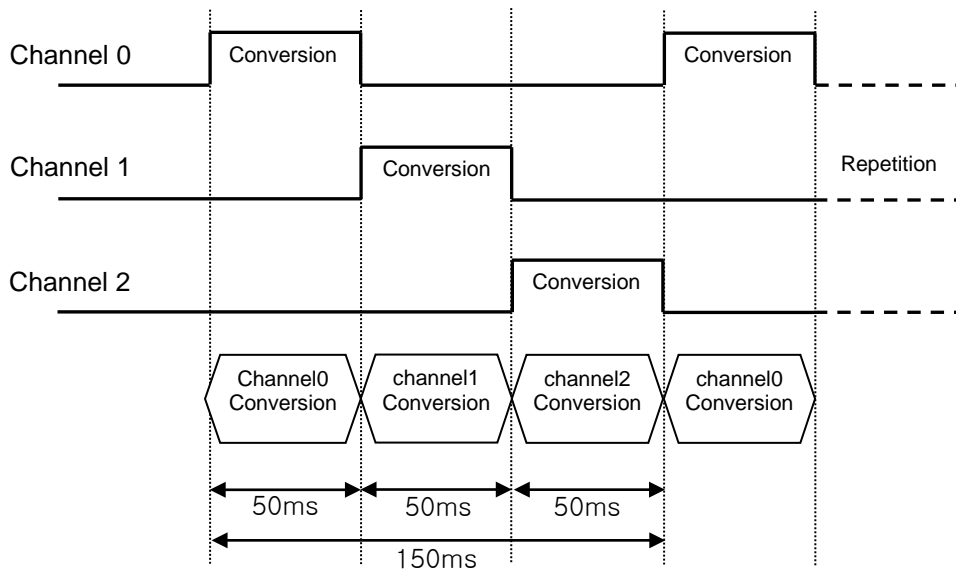 Channel 0
Conversion
Conversion
Channel 1
Conversion
Repetition
Channel 2
Conversion
Channel0
Conversion
channel1
Conversion
channel2
Conversion
channel0
Conversion
50ms
50ms
50ms
150ms